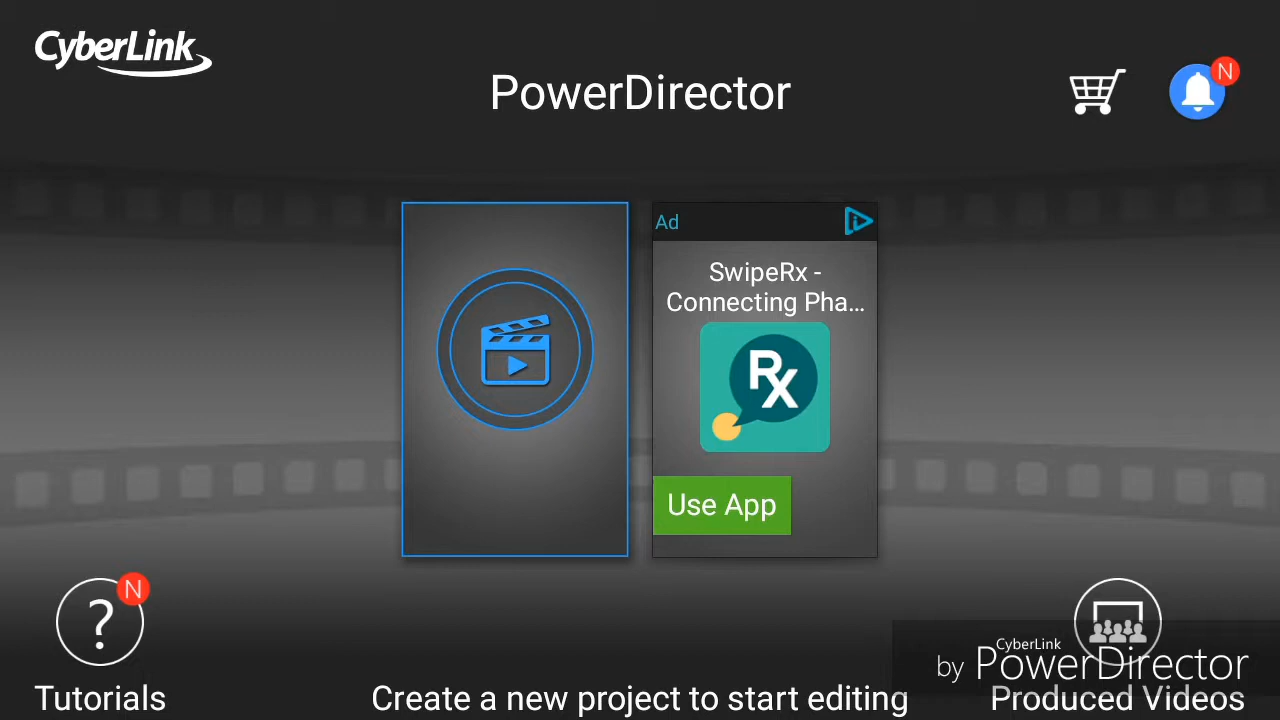 CyberLink
PowerDirector
N
Ad
SwipeRx -
Connecting Pha...
Rx
Use App
?
N
Tutorials
Create a new project to start editing
CyberLink
by PowerDirector
Produced Videos